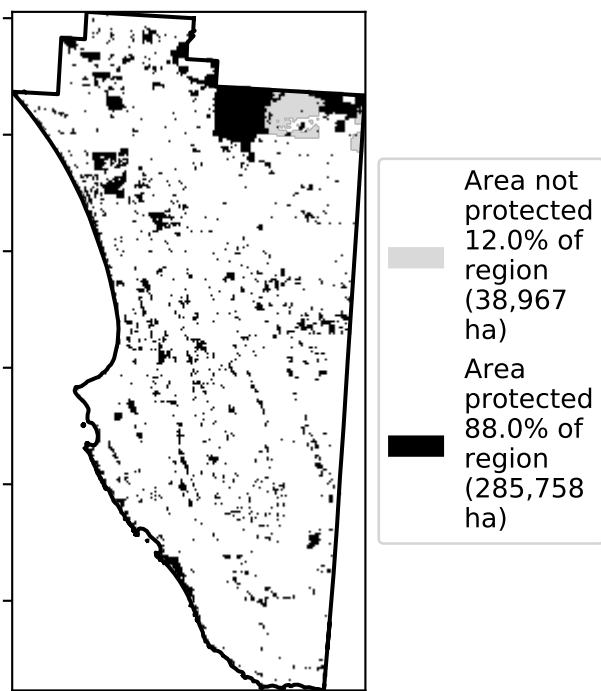 Area not
protected
12.0% of
region
(38,967
ha)
Area
protected
88.0% of
region
(285,758
ha)